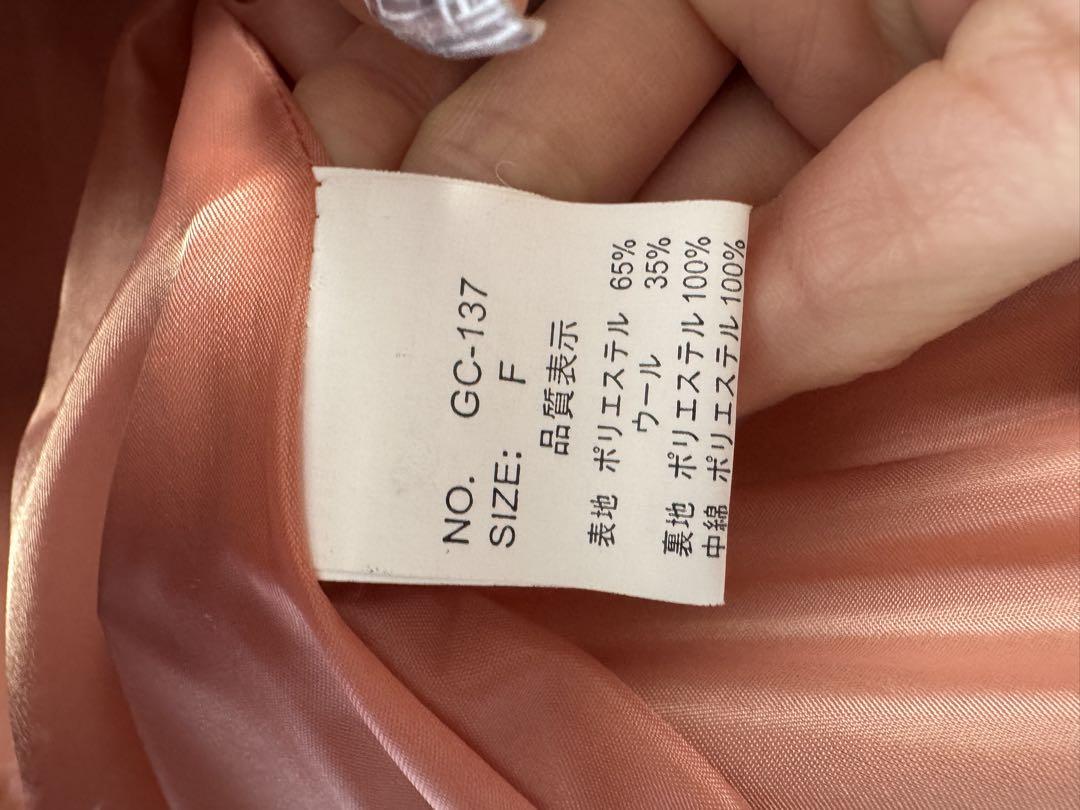 NO. GC-137
SIZE: F
品質表示
表地 ポリエステル 65%
ウール 35%
裏地 ポリエステル 100%
中綿 ポリエステル 100%